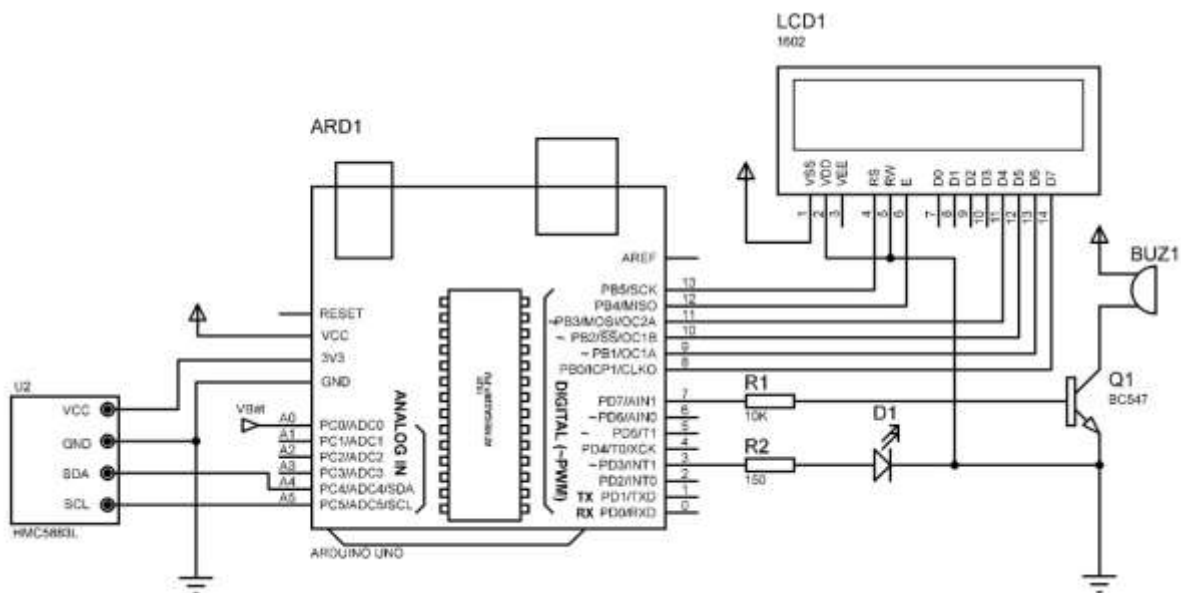 LCD1
1602
VSS
VDD
VEE
RS
RW
E
D0
D1
D2
D3
D4
D5
D6
D7
1
2
3
4
5
6
7
8
9
10
11
12
13
14
BUZ1
ARD1
AREF
RESET
VCC
3V3
GND
PB5/SCK 13
PB4/MISO 12
~PB3/MOSI/OC2A 11
~ PB2/SS/OC1B 10
~ PB1/OC1A 9
PB0/ICP1/CLKO 8
PD7/AIN1 7
~PD6/AIN0 6
~ PD5/T1 5
PD4/T0/XCK 4
~PD3/INT1 3
PD2/INT0 2
TX PD1/TXD 1
RX PD0/RXD 0
DIGITAL (~PWM)
ANALOG IN
A0 PC0/ADC0
A1 PC1/ADC1
A2 PC2/ADC2
A3 PC3/ADC3
A4 PC4/ADC4/SDA
A5 PC5/ADC5/SCL
ARDUINO UNO
U2
VCC
GND
SDA
SCL
HMC5883L
R1
10K
R2
150
D1
Q1
BC547